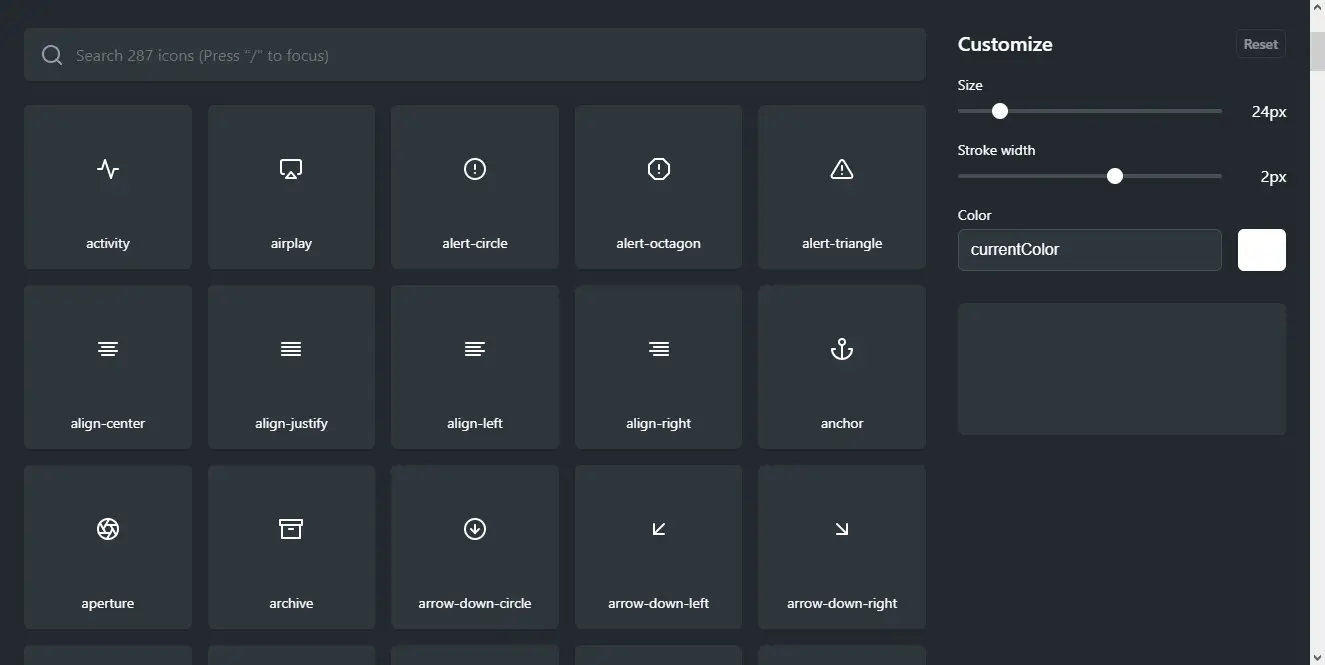 Search 287 icons (Press "/" to focus)
activity
airplay
alert-circle
alert-octagon
alert-triangle
align-center
align-justify
align-left
align-right
anchor
aperture
archive
arrow-down-circle
arrow-down-left
arrow-down-right
Customize
Reset
Size
24px
Stroke width
2px
Color
currentColor